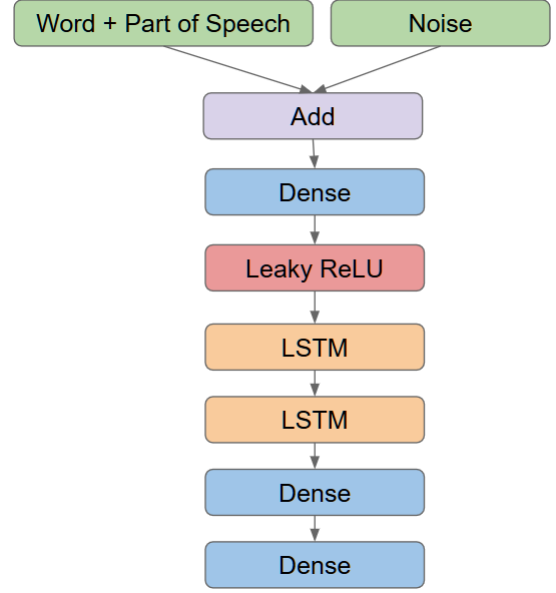 Word + Part of Speech
Noise
Add
Dense
Leaky ReLU
LSTM
LSTM
Dense
Dense